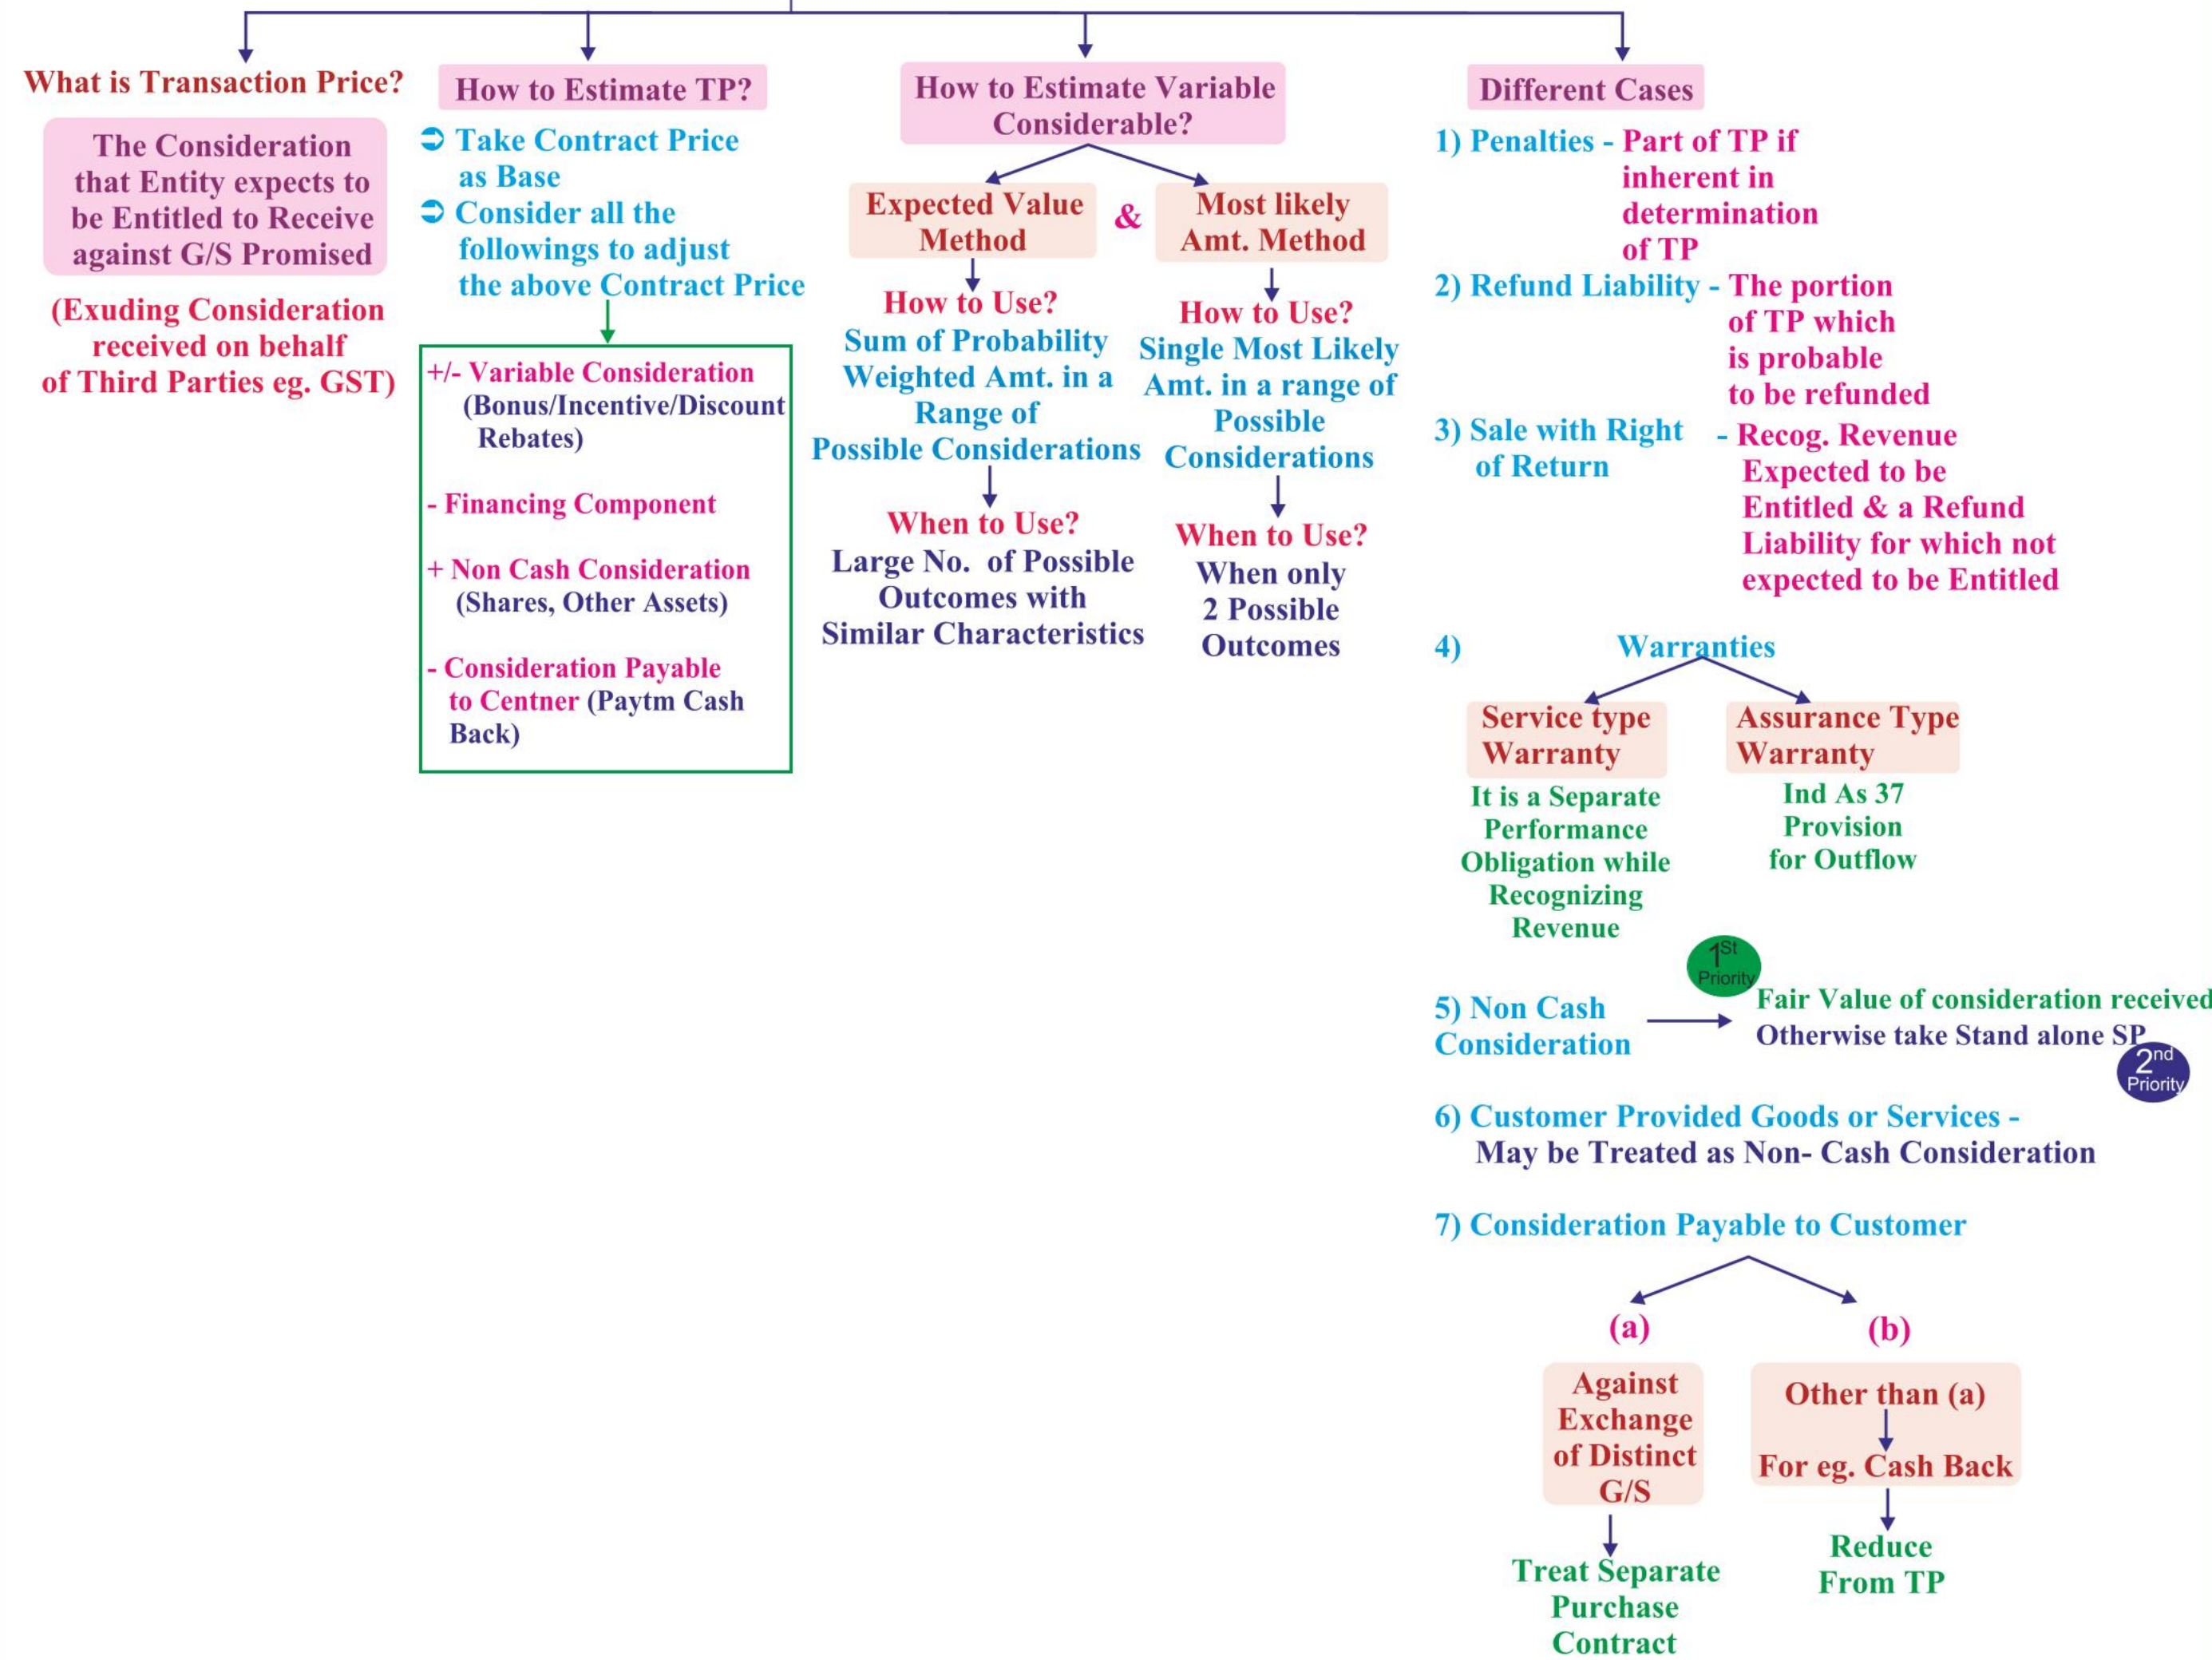 What is Transaction Price?
The Consideration
that Entity expects to
be Entitled to Receive
against G/S Promised
(Exuding Consideration
received on behalf
of Third Parties eg. GST)
How to Estimate TP?
➲ Take Contract Price
as Base
➲ Consider all the
followings to adjust
the above Contract Price
+/- Variable Consideration
(Bonus/Incentive/Discount
Rebates)
- Financing Component
+ Non Cash Consideration
(Shares, Other Assets)
- Consideration Payable
to Centner (Paytm Cash
Back)
How to Estimate Variable
Considerable?
Expected Value
Method
How to Use?
Sum of Probability
Weighted Amt. in a
Range of
Possible Considerations
When to Use?
Large No. of Possible
Outcomes with
Similar Characteristics
&
Most likely
Amt. Method
How to Use?
Single Most Likely
Amt. in a range of
Possible
Considerations
When to Use?
When only
2 Possible
Outcomes
Different Cases
1) Penalties - Part of TP if
inherent in
determination
of TP
2) Refund Liability - The portion
of TP which
is probable
to be refunded
3) Sale with Right - Recog. Revenue
of Return Expected to be
Entitled & a Refund
Liability for which not
expected to be Entitled
4) Warranties
Service type
Warranty
It is a Separate
Performance
Obligation while
Recognizing
Revenue
Assurance Type
Warranty
Ind As 37
Provision
for Outflow
5) Non Cash
Consideration
1St
Priority
Fair Value of consideration received
Otherwise take Stand alone SP
2nd
Priority
6) Customer Provided Goods or Services -
May be Treated as Non- Cash Consideration
7) Consideration Payable to Customer
(a)
Against
Exchange
of Distinct
G/S
Treat Separate
Purchase
Contract
(b)
Other than (a)
For eg. Cash Back
Reduce
From TP